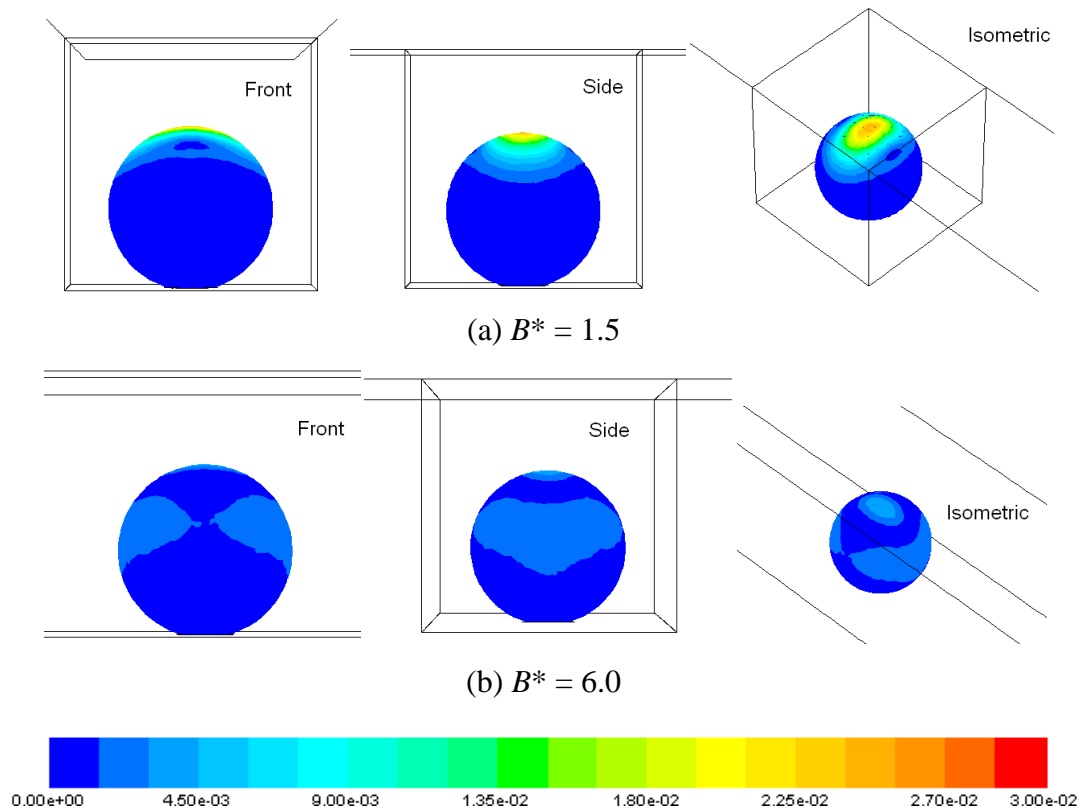 Front
Side
Isometric
(a) B* = 1.5
Front
Side
Isometric
(b) B* = 6.0
0.00e+00 4.50e-03 9.00e-03 1.35e-02 1.80e-02 2.25e-02 2.70e-02 3.00e-02